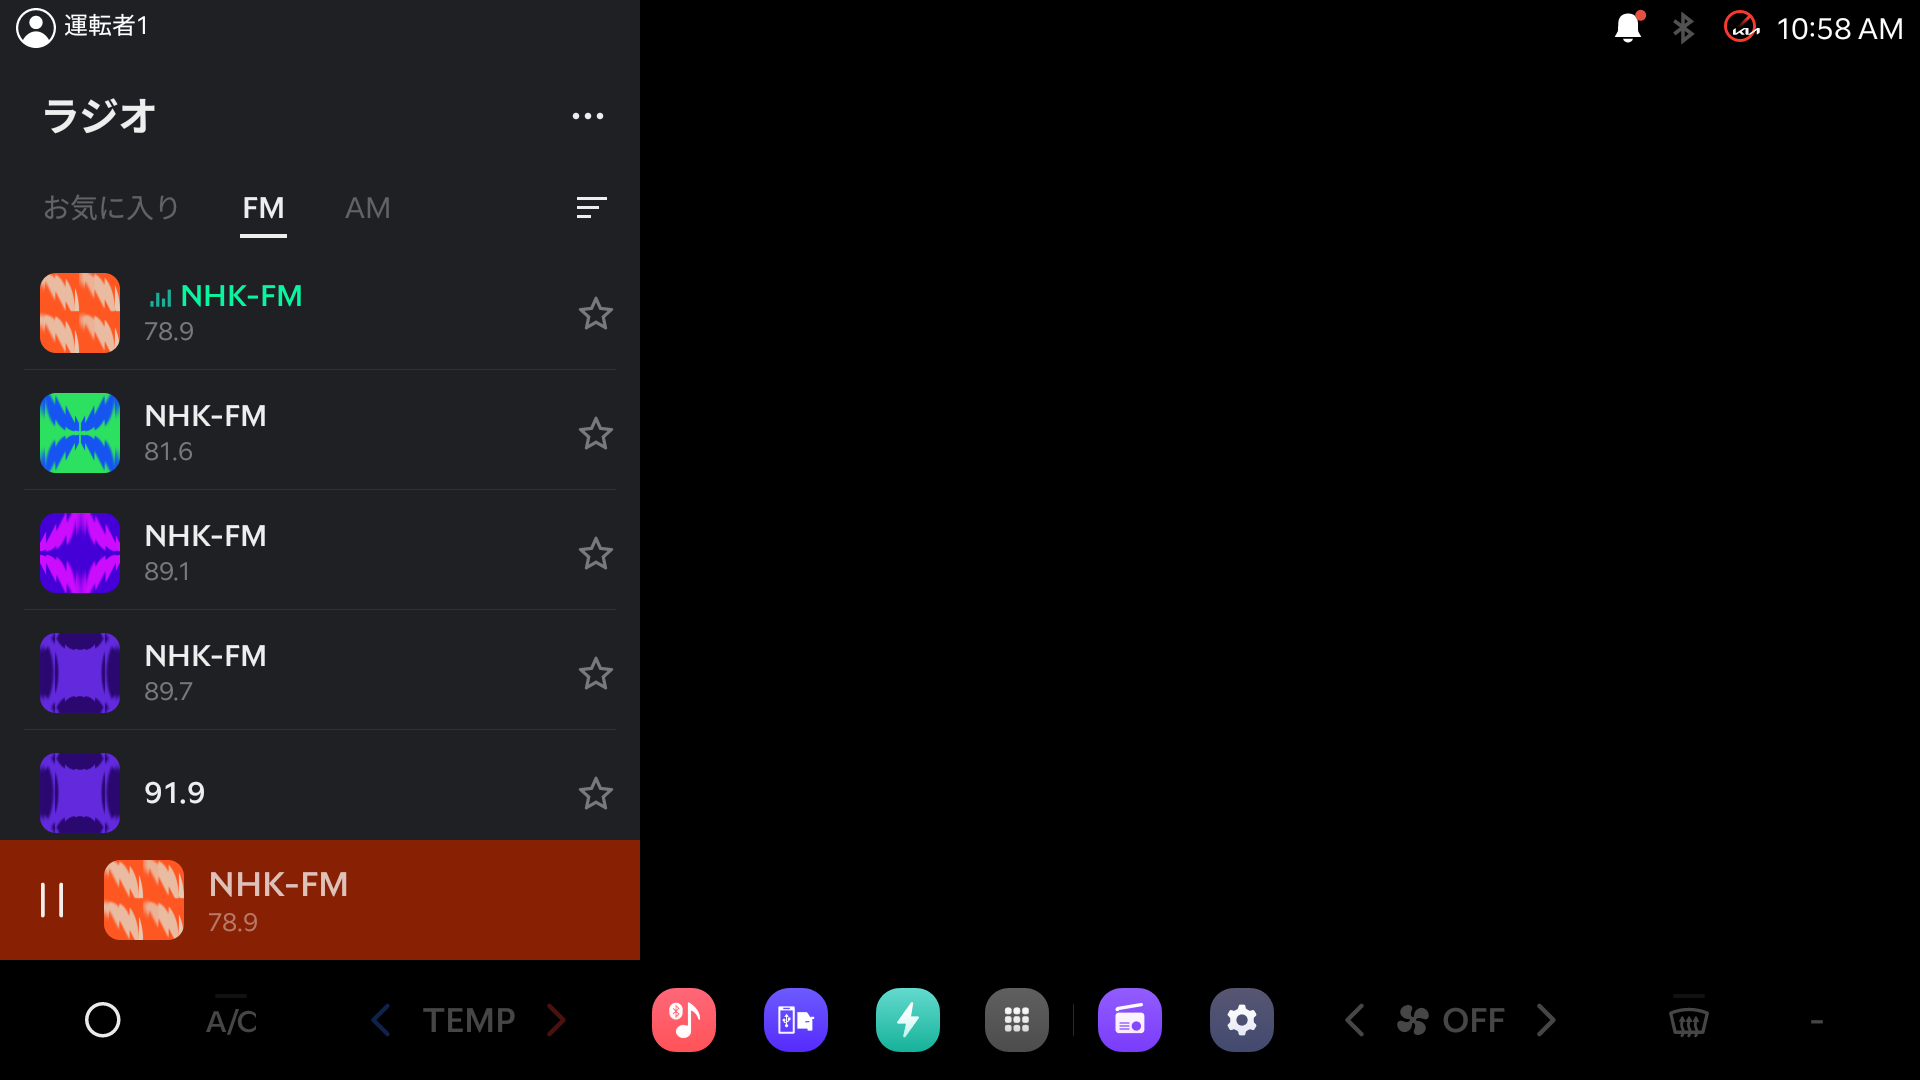 運転者1
10:58 AM
ラジオ
お気に入り FM AM
NHK-FM
78.9
NHK-FM
81.6
NHK-FM
89.1
NHK-FM
89.7
91.9
NHK-FM
78.9
A/C
TEMP
OFF
-